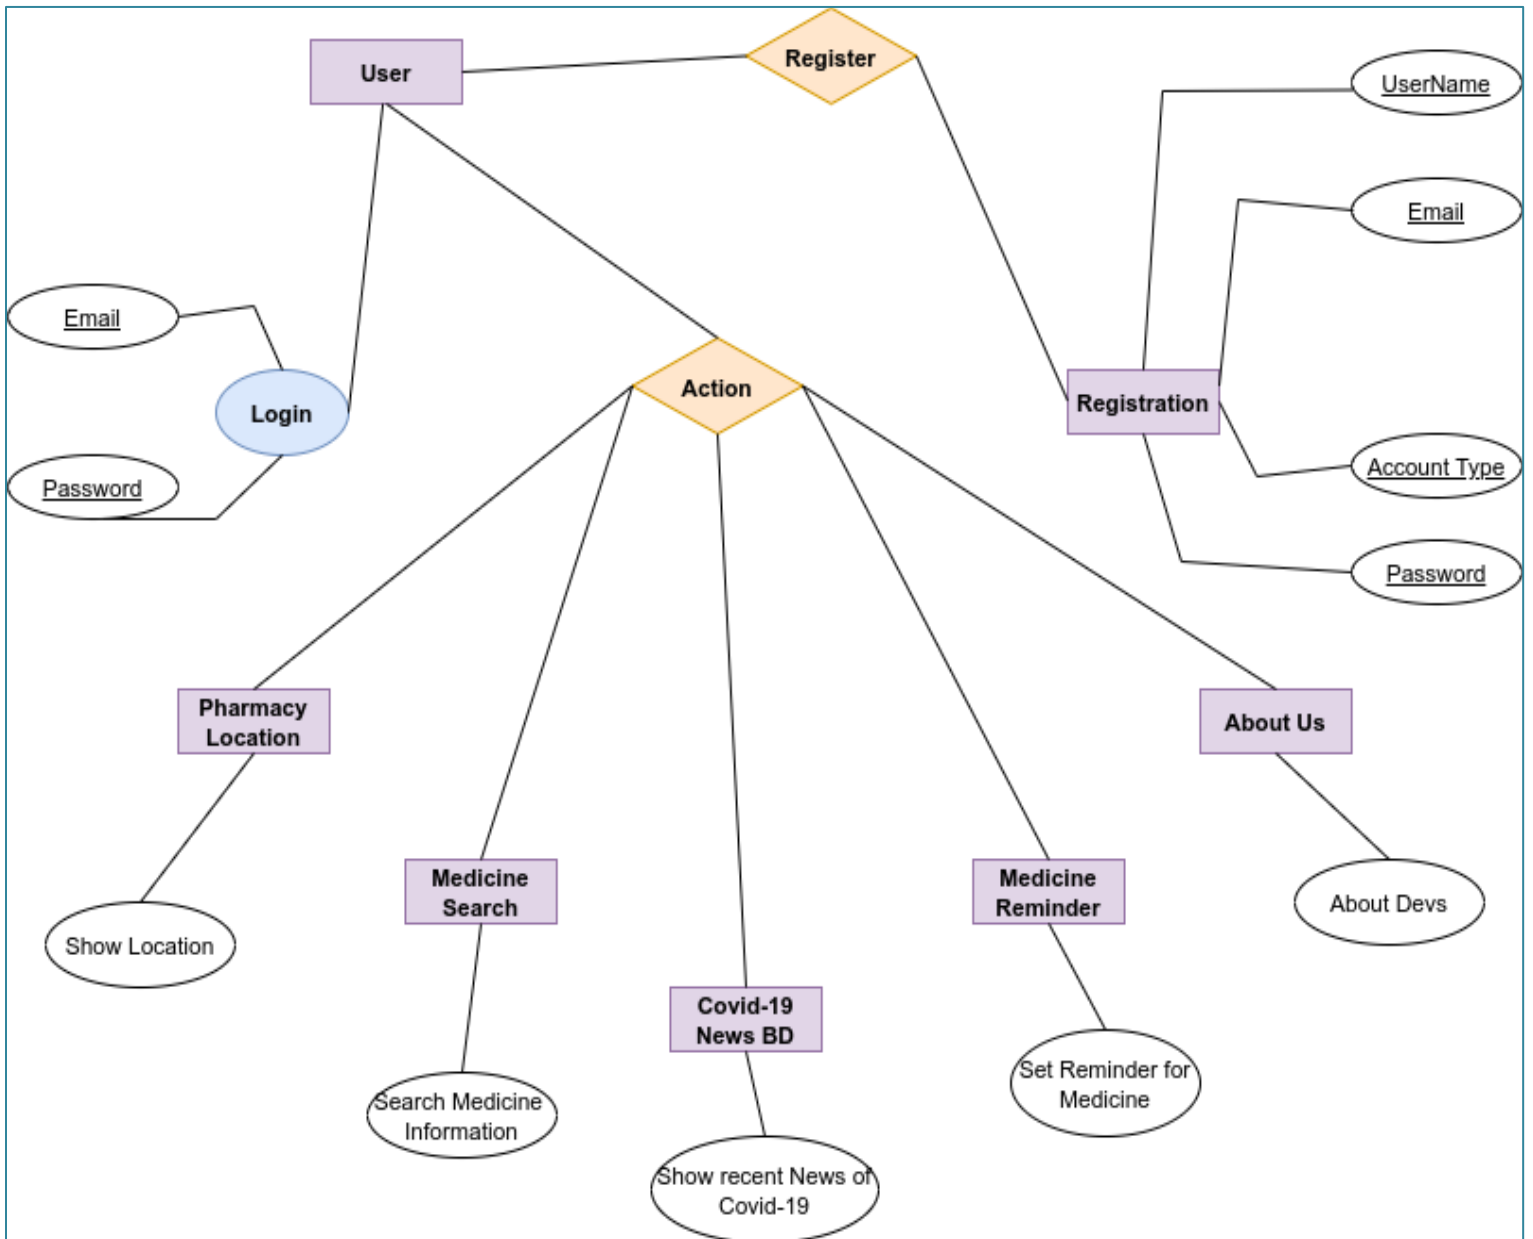 User
Register
UserName
Email
Email
Login
Password
Action
Registration
Account Type
Password
Pharmacy
Location
About Us
Medicine
Search
Medicine
Reminder
Show Location
About Devs
Covid-19
News BD
Search Medicine
Information
Set Reminder for
Medicine
Show recent News of
Covid-19